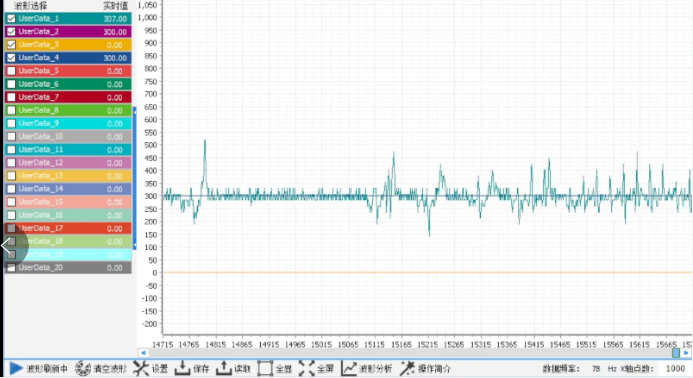 波形选择 实时值
UserData_1 307.00
UserData_2 300.00
UserData_3 0.00
UserData_4 300.00
UserData_5 0.00
UserData_6 0.00
UserData_7 0.00
UserData_8 0.00
UserData_9 0.00
UserData_10 0.00
UserData_11 0.00
UserData_12 0.00
UserData_13 0.00
UserData_14 0.00
UserData_15 0.00
UserData_16 0.00
UserData_17 0.00
UserData_18 0.00
0.00
UserData_20 0.00
1,050
1,000
950
900
850
800
750
700
650
600
550
500
450
400
350
300
250
200
150
100
50
0
-50
-100
-150
-200
14715 14765 14815 14865 14915 14965 15015 15065 15115 15165 15215 15265 15315 15365 15415 15465 15515 15565 15615 15665 157
波形刷新中 清空波形 设置 保存 读取 全显 全屏 波形分析 操作简介 数据频率: 78 Hz X轴点数: 1000